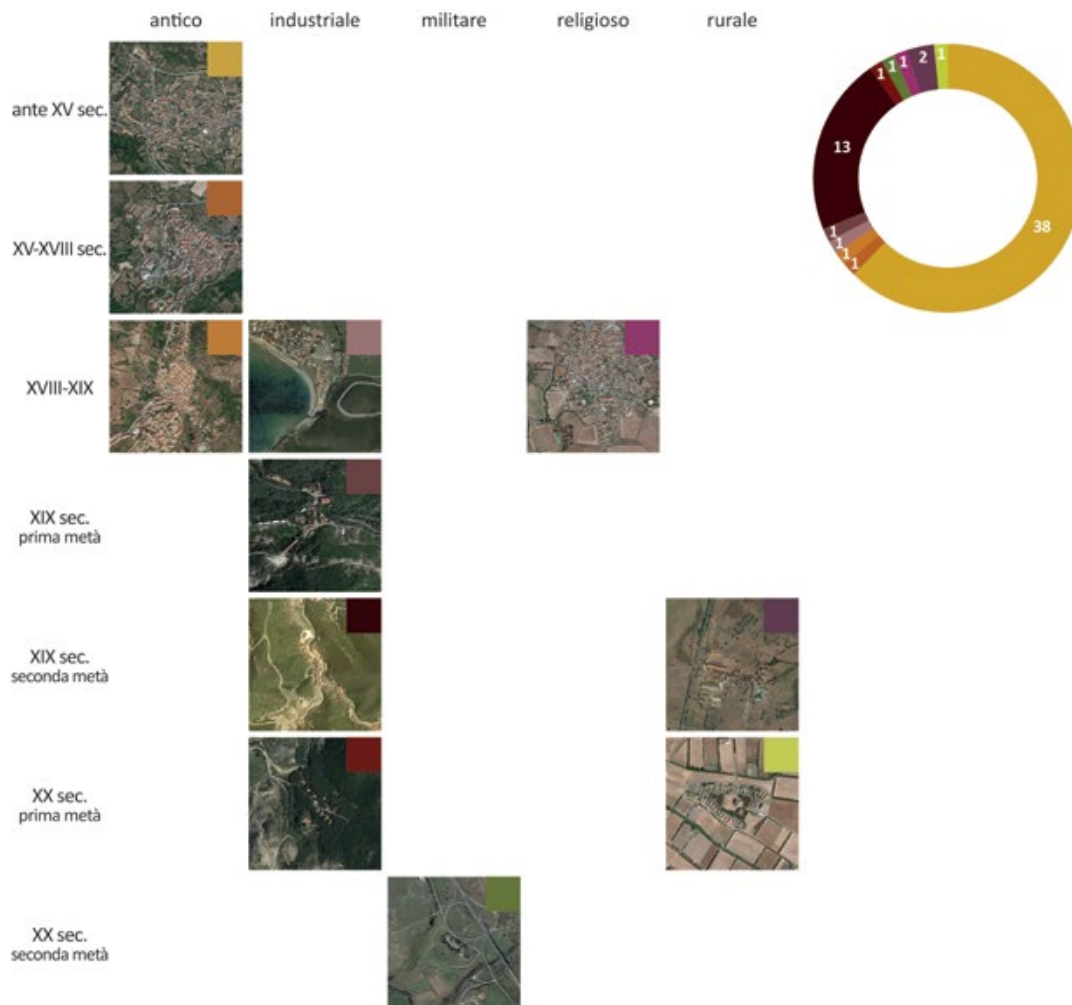 antico industriale militare religioso rurale
ante XV sec.
XV-XVIII sec.
XVIII-XIX
XIX sec.
prima metà
XIX sec.
seconda metà
XX sec.
prima metà
XX sec.
seconda metà
1
1
1
2
1
13
38
1
1
1
1